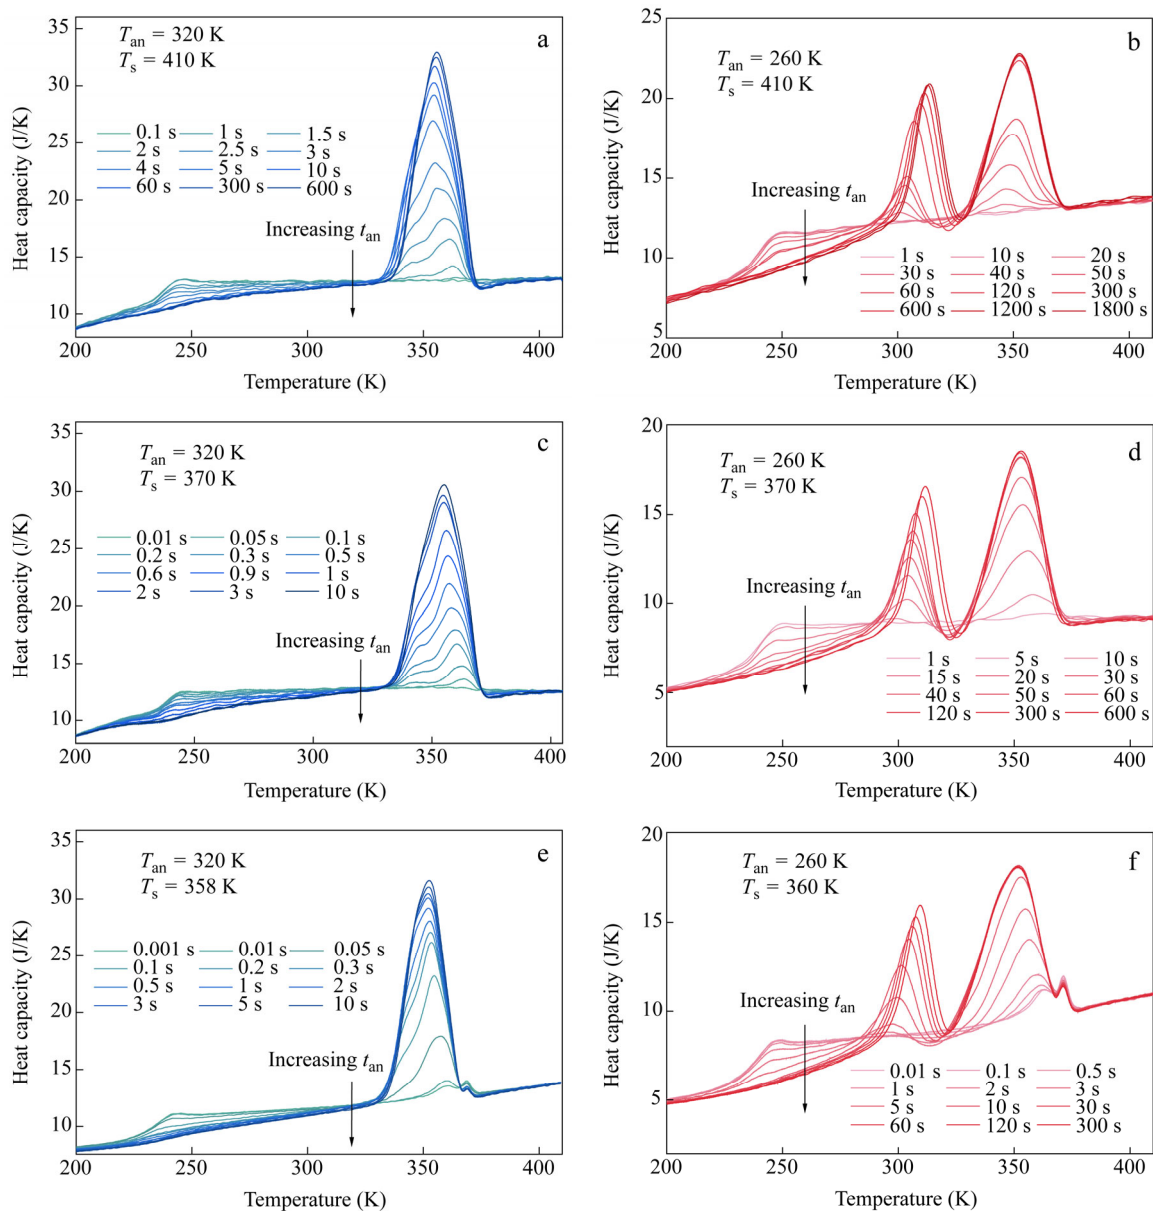 a
T_an = 320 K
T_s = 410 K
0.1 s 1 s 1.5 s
2 s 2.5 s 3 s
4 s 5 s 10 s
60 s 300 s 600 s
Increasing t_an
35
30
25
20
15
10
200 250 300 350 400
Heat capacity (J/K)
Temperature (K)
b
T_an = 260 K
T_s = 410 K
Increasing t_an
1 s 10 s 20 s
30 s 40 s 50 s
60 s 120 s 300 s
600 s 1200 s 1800 s
25
20
15
10
5
200 250 300 350 400
Heat capacity (J/K)
Temperature (K)
c
T_an = 320 K
T_s = 370 K
0.01 s 0.05 s 0.1 s
0.2 s 0.3 s 0.5 s
0.6 s 0.9 s 1 s
2 s 3 s 10 s
Increasing t_an
35
30
25
20
15
10
200 250 300 350 400
Heat capacity (J/K)
Temperature (K)
d
T_an = 260 K
T_s = 370 K
Increasing t_an
1 s 5 s 10 s
15 s 20 s 30 s
40 s 50 s 60 s
120 s 300 s 600 s
20
15
10
5
200 250 300 350 400
Heat capacity (J/K)
Temperature (K)
e
T_an = 320 K
T_s = 358 K
0.001 s 0.01 s 0.05 s
0.1 s 0.2 s 0.3 s
0.5 s 1 s 2 s
3 s 5 s 10 s
Increasing t_an
35
30
25
20
15
10
200 250 300 350 400
Heat capacity (J/K)
Temperature (K)
f
T_an = 260 K
T_s = 360 K
Increasing t_an
0.01 s 0.1 s 0.5 s
1 s 2 s 3 s
5 s 10 s 30 s
60 s 120 s 300 s
20
15
10
5
200 250 300 350 400
Heat capacity (J/K)
Temperature (K)